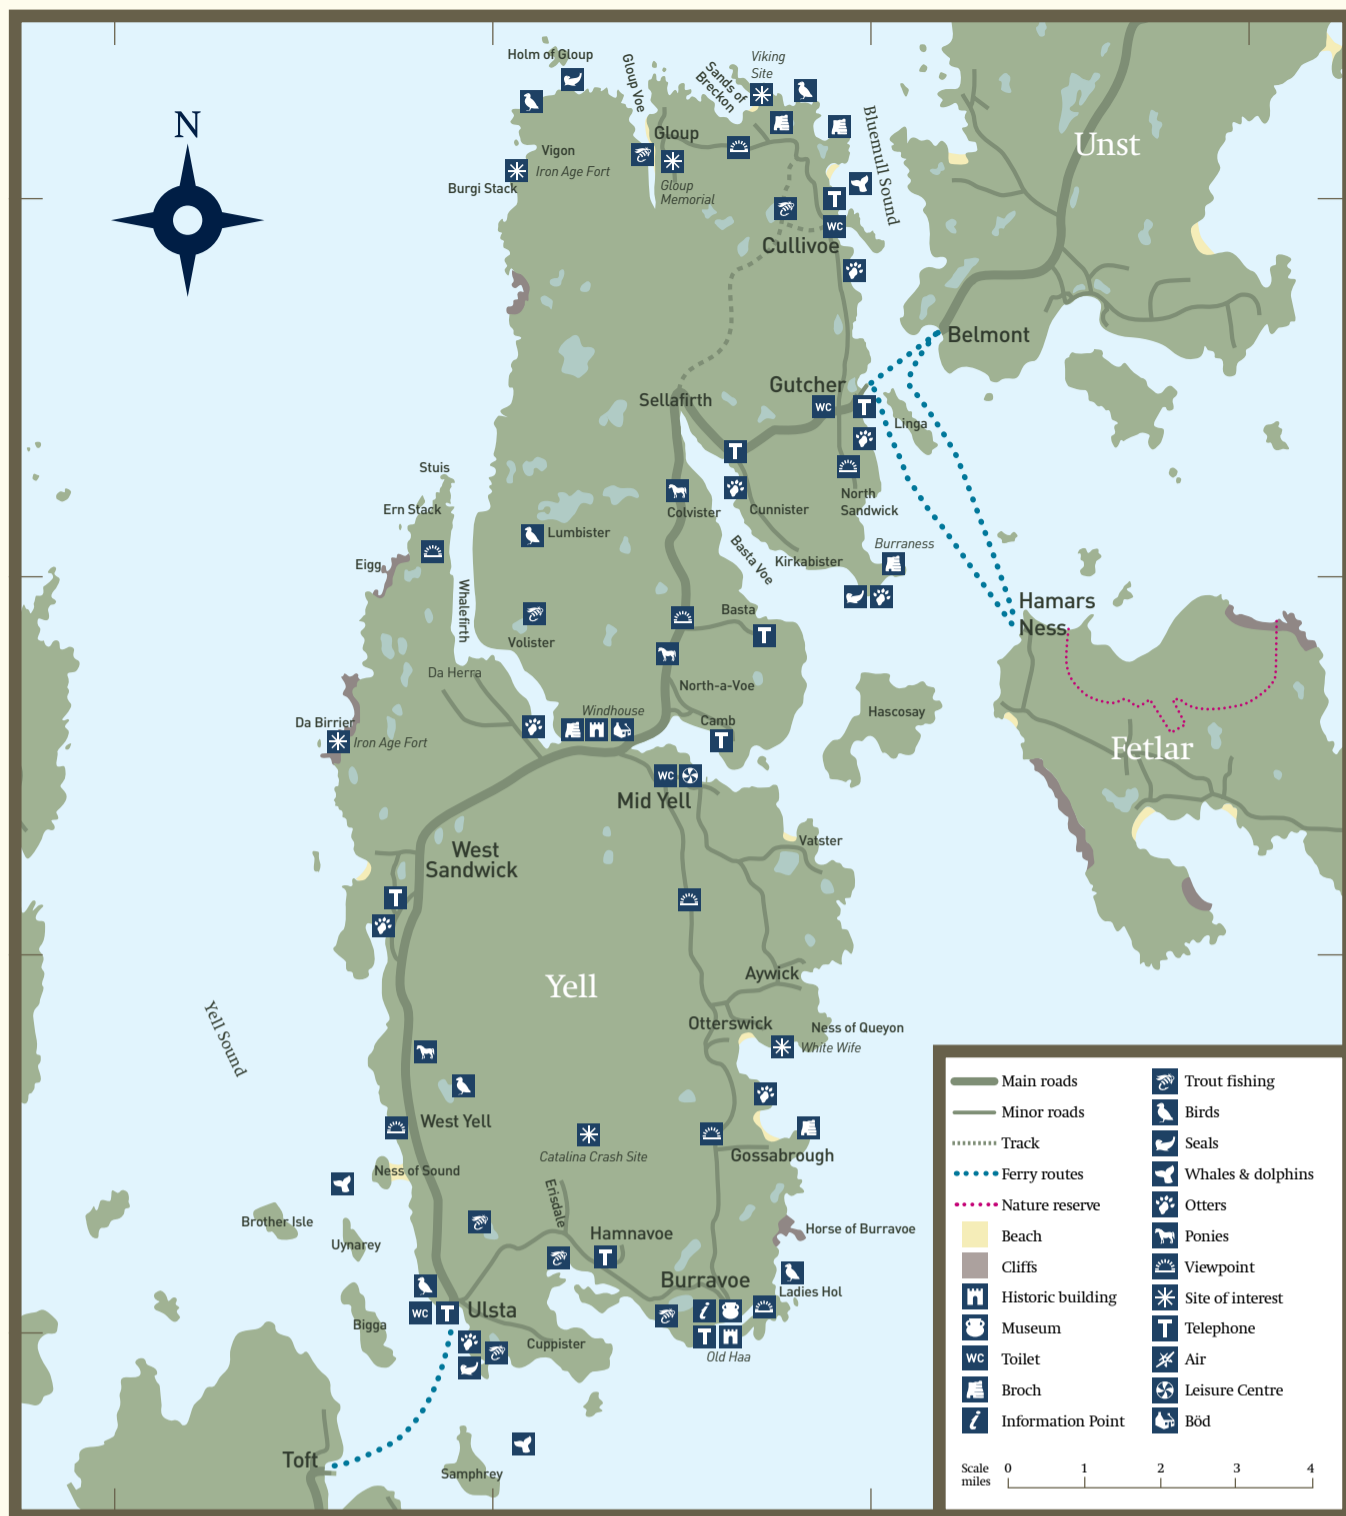 Holm of Gloup
Gloup Voe
Sands of
Breckon
Viking
Site
N
Gloup
Bluemull Sound
Unst
Vigon
Iron Age Fort
Burgi Stack
Gloup
Memorial
T
WC
Cullivoe
Belmont
Gutcher
Sellafirth
WC
T
Linga
T
Stuis
Ern Stack
Colvister
Cunnister
North
Sandwick
Lumbister
Basta Voe
Burraness
Eigg
Kirkabister
Whalefirth
Hamars
Ness
Basta
T
Volister
Da Herra
North-a-Voe
Windhouse
Camb
Hascosay
Da Birrier
Iron Age Fort
T
Fetlar
WC
Mid Yell
Vatster
West
Sandwick
T
Yell
Aywick
Yell Sound
Otterswick
Ness of Queyon
White Wife
West Yell
Catalina Crash Site
Gossabrough
Ness of Sound
Erisdale
Brother Isle
Hamnavoe
Horse of Burravoe
Uynarey
T
Burravoe
Ladies Hol
WC
T
Ulsta
i
Bigga
T
Cuppister
Old Haa
Toft
Samphrey
Main roads
Minor roads
Track
Ferry routes
Nature reserve
Beach
Cliffs
Historic building
Museum
WC
Toilet
Broch
i
Information Point
Trout fishing
Birds
Seals
Whales & dolphins
Otters
Ponies
Viewpoint
Site of interest
T
Telephone
Air
Leisure Centre
Böd
Scale
miles
0 1 2 3 4